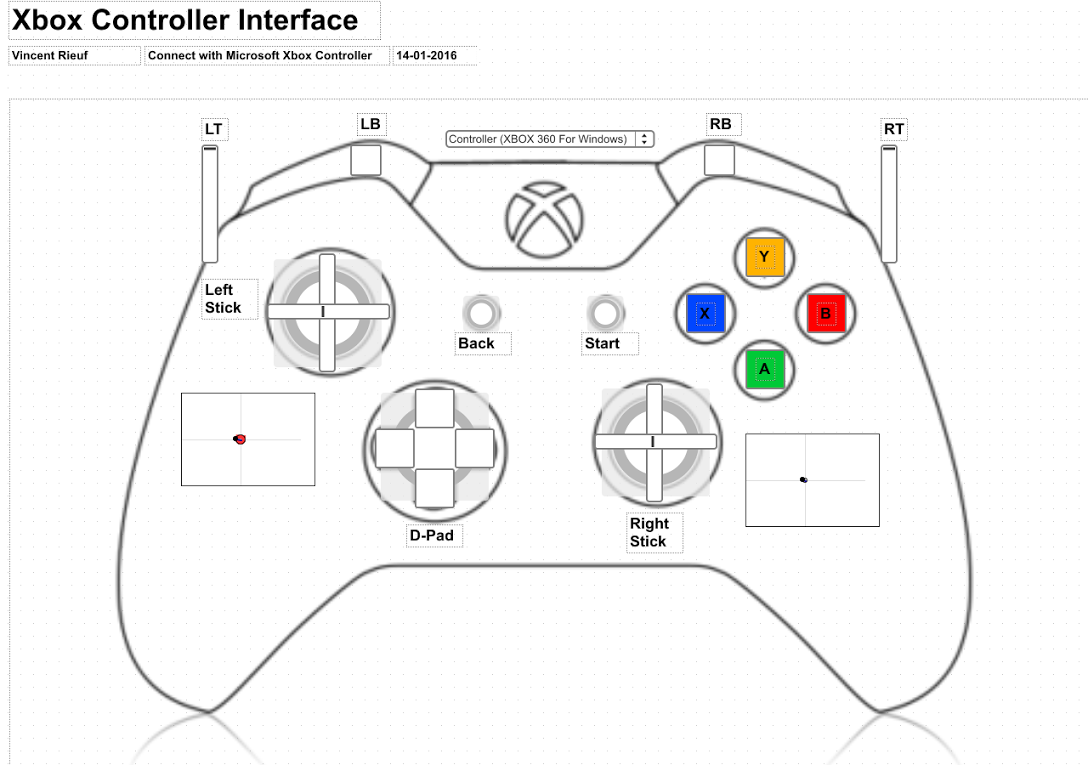 Xbox Controller Interface
Vincent Rieuf
Connect with Microsoft Xbox Controller
14-01-2016
LT
LB
Controller (XBOX 360 For Windows)
RB
RT
Y
X
B
A
Left
Stick
Back
Start
D-Pad
Right
Stick